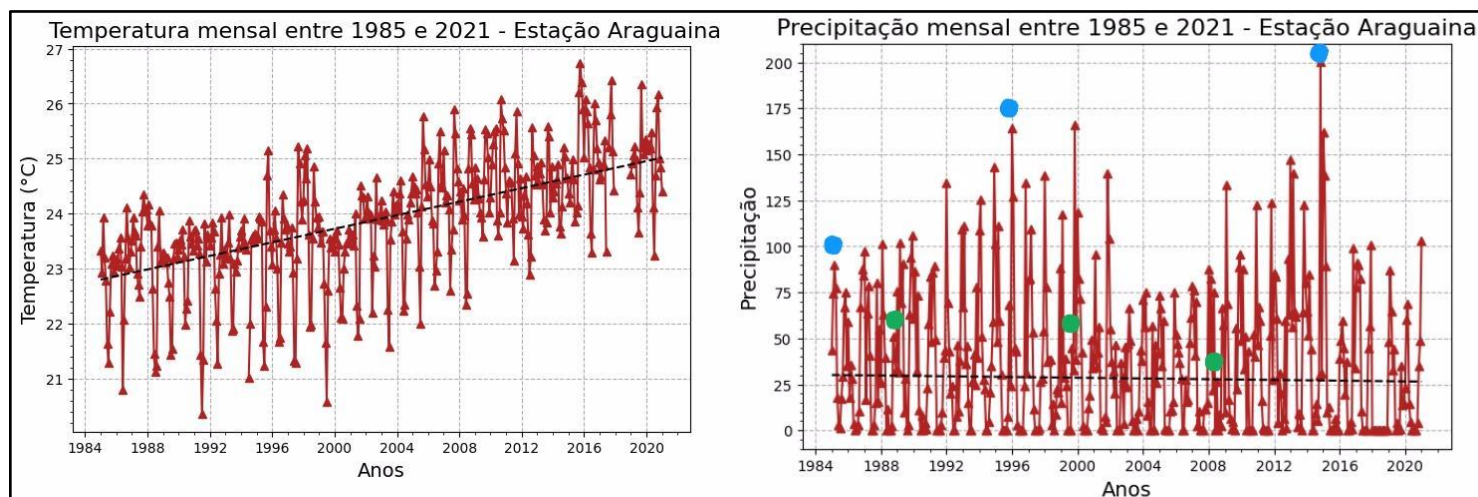 Temperatura mensal entre 1985 e 2021 - Estação Araguaina
27
26
25
24
23
22
21
Temperatura (°C)
1984 1988 1992 1996 2000 2004 2008 2012 2016 2020
Anos
Precipitação mensal entre 1985 e 2021 - Estação Araguaina
200
175
150
125
100
75
50
25
0
Precipitação
1984 1988 1992 1996 2000 2004 2008 2012 2016 2020
Anos